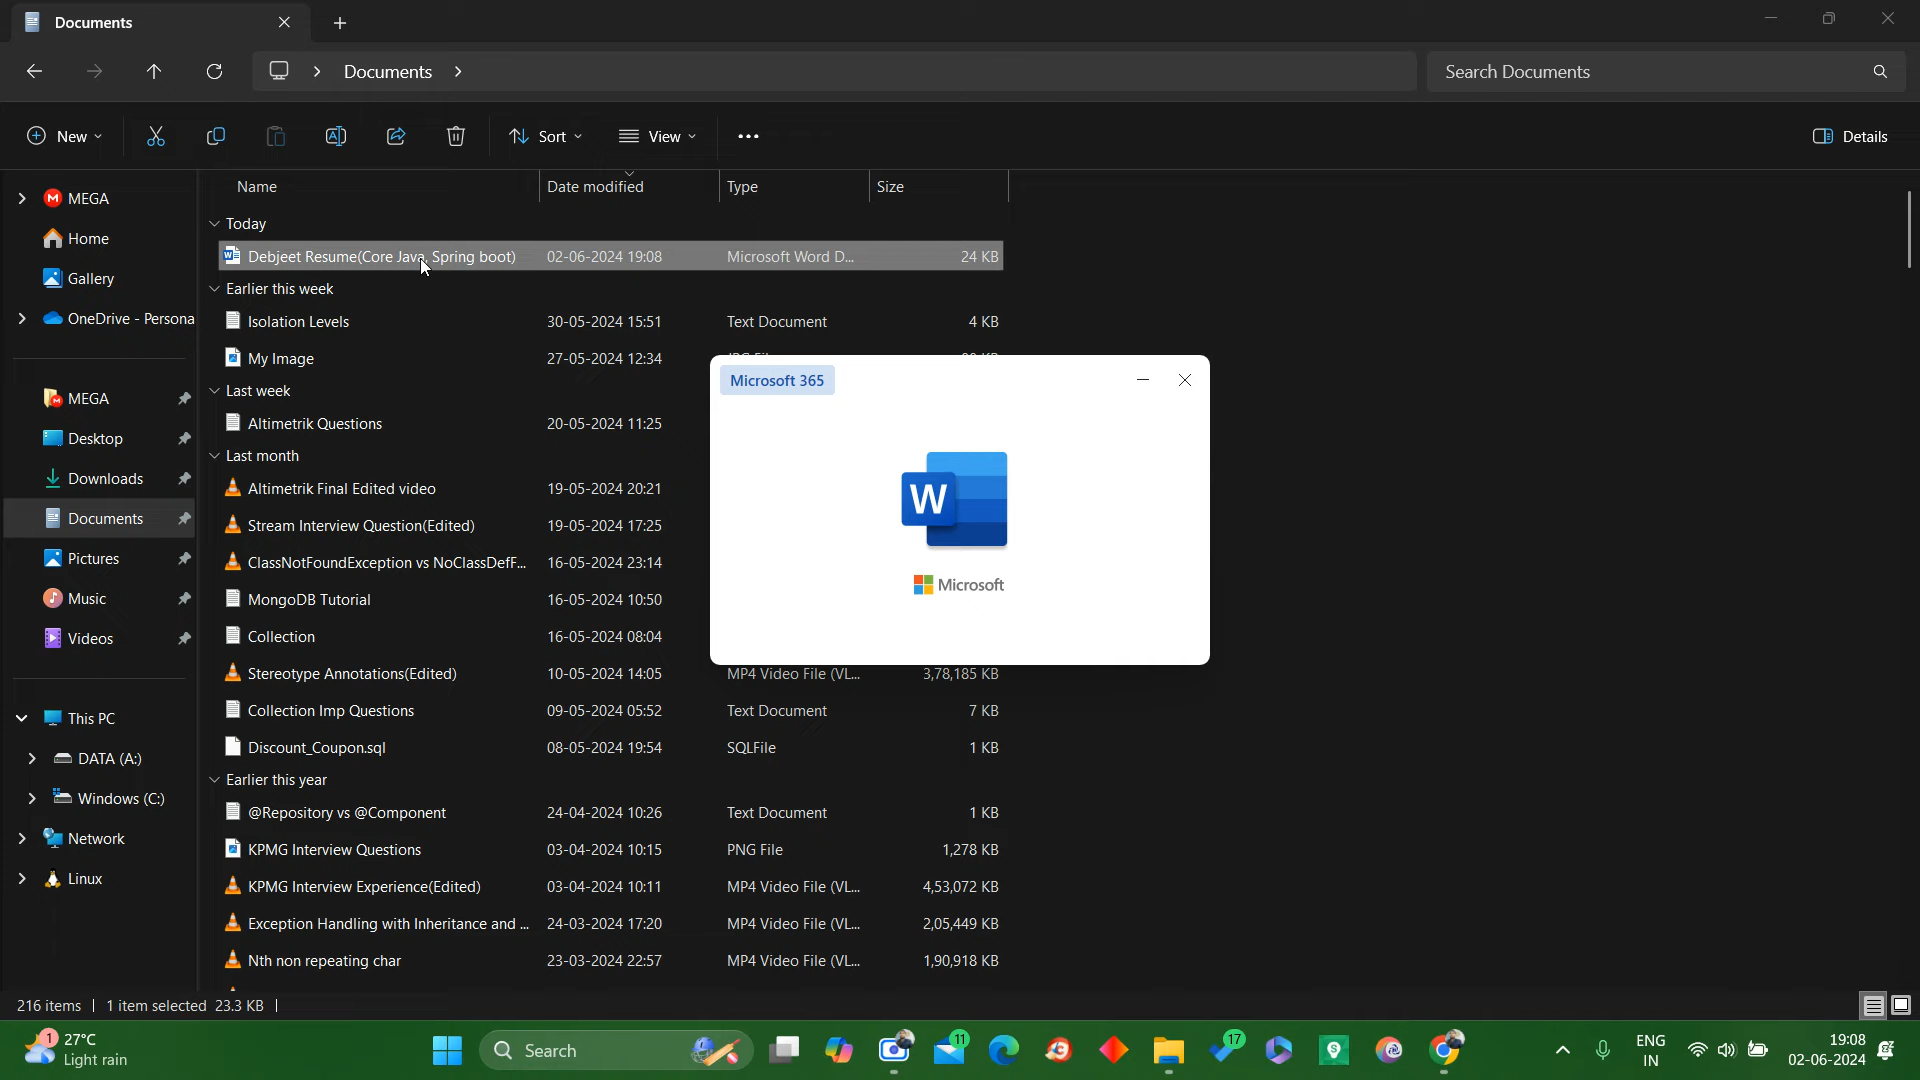 Documents
Documents
Search Documents
New
Sort
View
Details
Name
Date modified
Type
Size
MEGA
Home
Gallery
OneDrive - Persona
MEGA
Desktop
Downloads
Documents
Pictures
Music
Videos
This PC
DATA (A:)
Windows (C:)
Network
Linux
Today
Debjeet Resume(Core Java, Spring boot) 02-06-2024 19:08 Microsoft Word D... 24 KB
Earlier this week
Isolation Levels 30-05-2024 15:51 Text Document 4 KB
My Image 27-05-2024 12:34
Last week
Altimetrik Questions 20-05-2024 11:25
Last month
Altimetrik Final Edited video 19-05-2024 20:21
Stream Interview Question(Edited) 19-05-2024 17:25
ClassNotFoundException vs NoClassDefF... 16-05-2024 23:14
MongoDB Tutorial 16-05-2024 10:50
Collection 16-05-2024 08:04
Stereotype Annotations(Edited) 10-05-2024 14:05 MP4 Video File (VL... 3,78,185 KB
Collection Imp Questions 09-05-2024 05:52 Text Document 7 KB
Discount_Coupon.sql 08-05-2024 19:54 SQLFile 1 KB
Earlier this year
@Repository vs @Component 24-04-2024 10:26 Text Document 1 KB
KPMG Interview Questions 03-04-2024 10:15 PNG File 1,278 KB
KPMG Interview Experience(Edited) 03-04-2024 10:11 MP4 Video File (VL... 4,53,072 KB
Exception Handling with Inheritance and ... 24-03-2024 17:20 MP4 Video File (VL... 2,05,449 KB
Nth non repeating char 23-03-2024 22:57 MP4 Video File (VL... 1,90,918 KB
Microsoft 365
W
Microsoft
216 items 1 item selected 23.3 KB
1
27°C
Light rain
Search
11
17
ENG
IN
19:08
02-06-2024